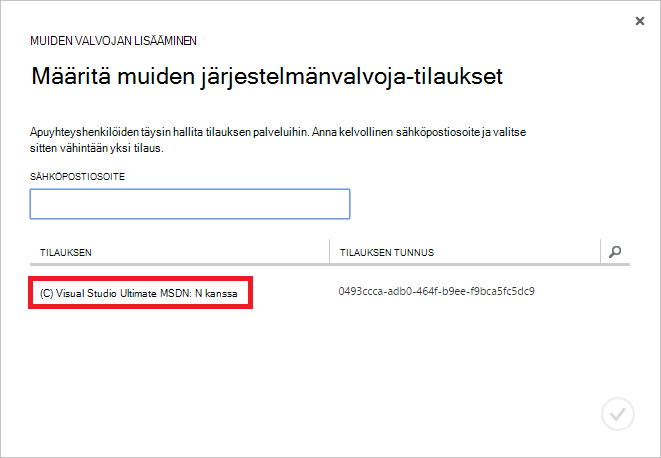 MUIDEN VALVOJAN LISÄÄMINEN
Määritä muiden järjestelmänvalvoja-tilaukset
Apuyhteyshenkilöiden täysin hallita tilauksen palveluihin. Anna kelvollinen sähköpostiosoite ja valitse
sitten vähintään yksi tilaus.
SÄHKÖPOSTIOSOITE
TILAUKSEN
TILAUKSEN TUNNUS
(C) Visual Studio Ultimate MSDN: N kanssa
0493ccca-adb0-464f-b9ee-f9bca5fc5dc9